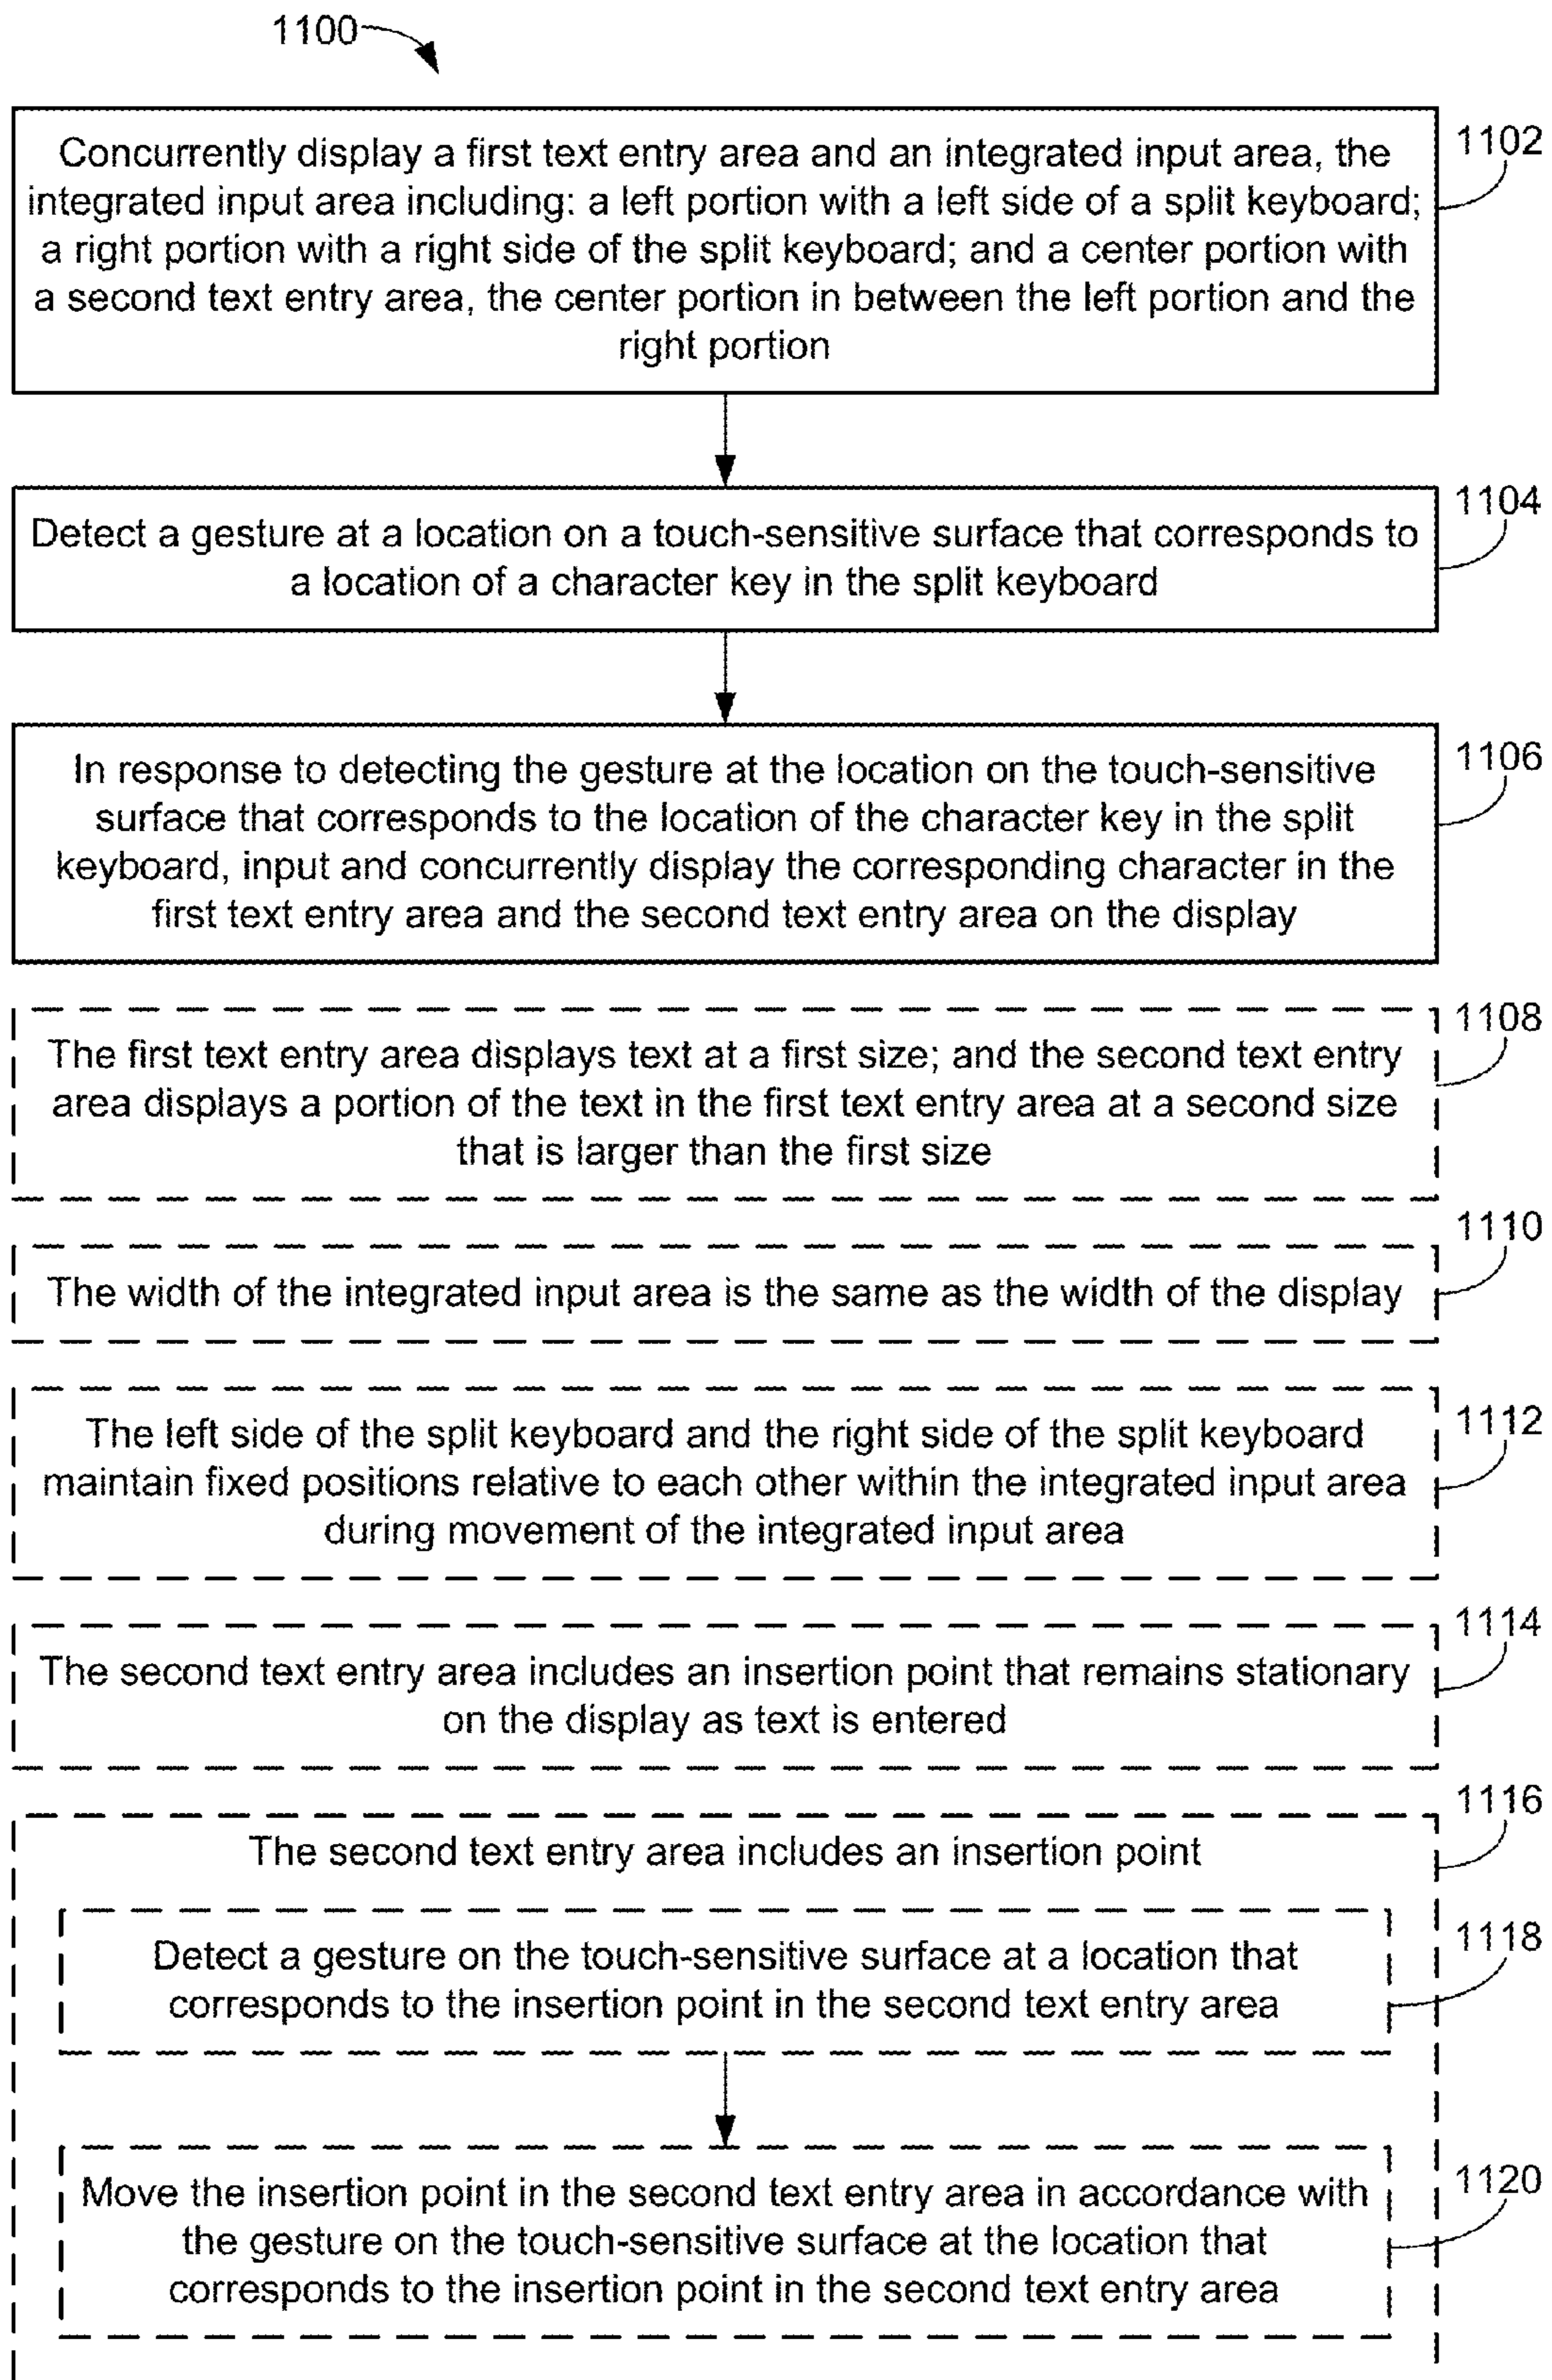 1100
1102
Concurrently display a first text entry area and an integrated input area, the
integrated input area including: a left portion with a left side of a split keyboard;
a right portion with a right side of the split keyboard; and a center portion with
a second text entry area, the center portion in between the left portion and the
right portion
1104
Detect a gesture at a location on a touch-sensitive surface that corresponds to
a location of a character key in the split keyboard
1106
In response to detecting the gesture at the location on the touch-sensitive
surface that corresponds to the location of the character key in the split
keyboard, input and concurrently display the corresponding character in the
first text entry area and the second text entry area on the display
1108
The first text entry area displays text at a first size; and the second text entry
area displays a portion of the text in the first text entry area at a second size
that is larger than the first size
1110
The width of the integrated input area is the same as the width of the display
1112
The left side of the split keyboard and the right side of the split keyboard
maintain fixed positions relative to each other within the integrated input area
during movement of the integrated input area
1114
The second text entry area includes an insertion point that remains stationary
on the display as text is entered
1116
The second text entry area includes an insertion point
1118
Detect a gesture on the touch-sensitive surface at a location that
corresponds to the insertion point in the second text entry area
1120
Move the insertion point in the second text entry area in accordance with
the gesture on the touch-sensitive surface at the location that
corresponds to the insertion point in the second text entry area